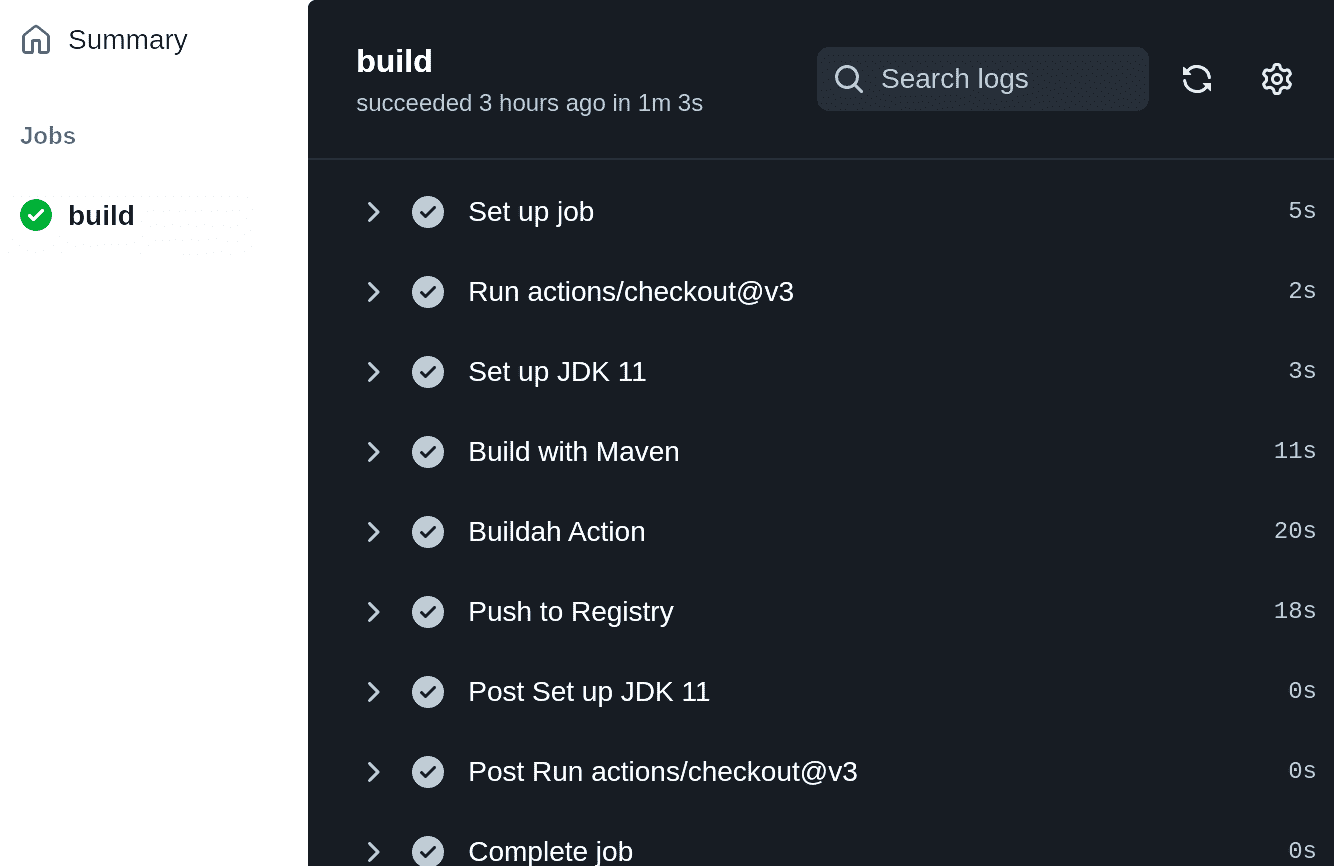 Summary
Jobs
build
build
succeeded 3 hours ago in 1m 3s
Search logs
Set up job 5s
Run actions/checkout@v3 2s
Set up JDK 11 3s
Build with Maven 11s
Buildah Action 20s
Push to Registry 18s
Post Set up JDK 11 0s
Post Run actions/checkout@v3 0s
Complete job 0s